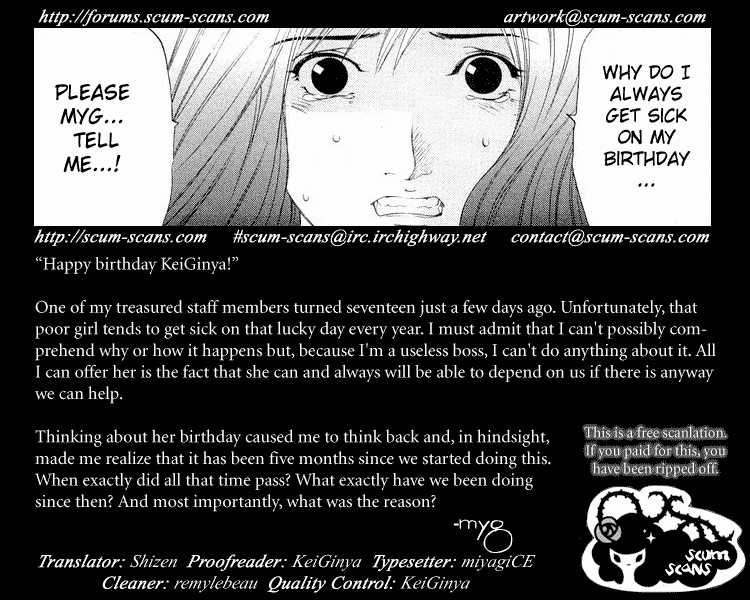 http://forums.scum-scans.com
artwork@scum-scans.com
PLEASE
MYG...
TELL
ME...!
WHY DO I
ALWAYS
GET SICK
ON MY
BIRTHDAY
...
http://scum-scans.com #scum-scans@irc.irchighway.net contact@scum-scans.com
“Happy birthday KeiGinya!”
One of my treasured staff members turned seventeen just a few days ago. Unfortunately, that
poor girl tends to get sick on that lucky day every year. I must admit that I can't possibly com-
prehend why or how it happens but, because I'm a useless boss, I can't do anything about it. All
I can offer her is the fact that she can and always will be able to depend on us if there is anyway
we can help.
Thinking about her birthday caused me to think back and, in hindsight,
made me realize that it has been five months since we started doing this.
When exactly did all that time pass? What exactly have we been doing
since then? And most importantly, what was the reason?
-myg
This is a free scanlation.
If you paid for this, you
have been ripped off.
scum
scans
Translator: Shizen Proofreader: KeiGinya Typesetter: miyagiCE
Cleaner: remylebeau Quality Control: KeiGinya